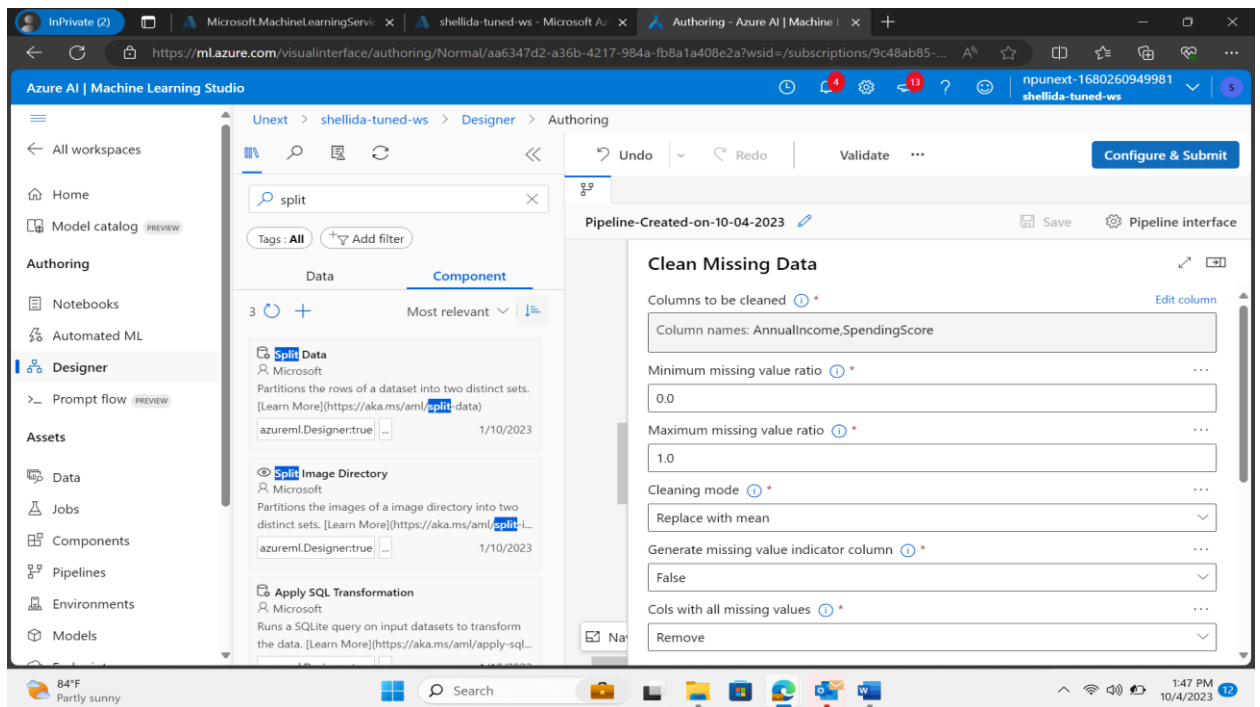 InPrivate (2)
Microsoft.MachineLearningServic
shellida-tuned-ws - Microsoft Az
Authoring - Azure AI | Machine L
https://ml.azure.com/visualinterface/authoring/Normal/aa6347d2-a36b-4217-984a-fb8a1a408e2a?wsid=/subscriptions/9c48ab85-...
Azure AI | Machine Learning Studio
4
13
npunext-1680260949981
shellida-tuned-ws
S
All workspaces
Home
Model catalog PREVIEW
Authoring
Notebooks
Automated ML
Designer
Prompt flow PREVIEW
Assets
Data
Jobs
Components
Pipelines
Environments
Models
Unext > shellida-tuned-ws > Designer > Authoring
split
Tags : All
Add filter
Data
Component
3
Most relevant
Split Data
Microsoft
Partitions the rows of a dataset into two distinct sets.
[Learn More](https://aka.ms/aml/split-data)
azureml.Designer:true ... 1/10/2023
Split Image Directory
Microsoft
Partitions the images of a image directory into two
distinct sets. [Learn More](https://aka.ms/aml/split-i...
azureml.Designer:true ... 1/10/2023
Apply SQL Transformation
Microsoft
Runs a SQLite query on input datasets to transform
the data. [Learn More](https://aka.ms/aml/apply-sql...
Undo
Redo
Validate
Configure & Submit
Pipeline-Created-on-10-04-2023
Save
Pipeline interface
Clean Missing Data
Columns to be cleaned *
Edit column
Column names: AnnualIncome,SpendingScore
Minimum missing value ratio *
0.0
Maximum missing value ratio *
1.0
Cleaning mode *
Replace with mean
Generate missing value indicator column *
False
Cols with all missing values *
Remove
Na
84°F
Partly sunny
Search
1:47 PM
10/4/2023
12